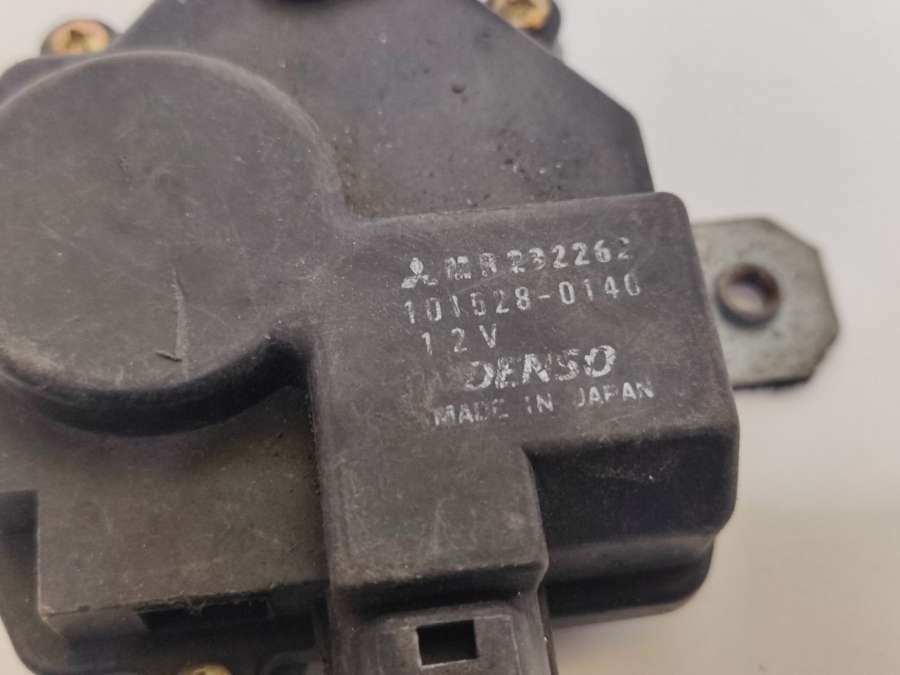 MR232262
101528-0140
12V
DENSO
MADE IN JAPAN